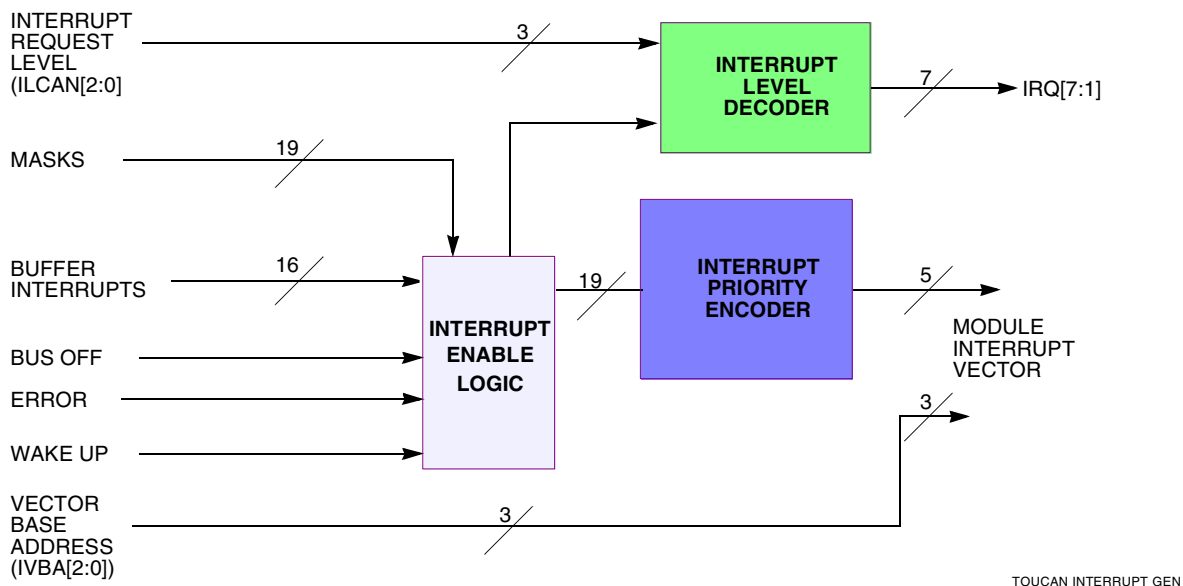 INTERRUPT
REQUEST
LEVEL
(ILCAN[2:0]
3
INTERRUPT
LEVEL
DECODER
7
IRQ[7:1]
MASKS
19
BUFFER
INTERRUPTS
16
INTERRUPT
ENABLE
LOGIC
19
INTERRUPT
PRIORITY
ENCODER
5
MODULE
INTERRUPT
VECTOR
BUS OFF
ERROR
WAKE UP
3
VECTOR
BASE
ADDRESS
(IVBA[2:0])
3
TOUCAN INTERRUPT GEN